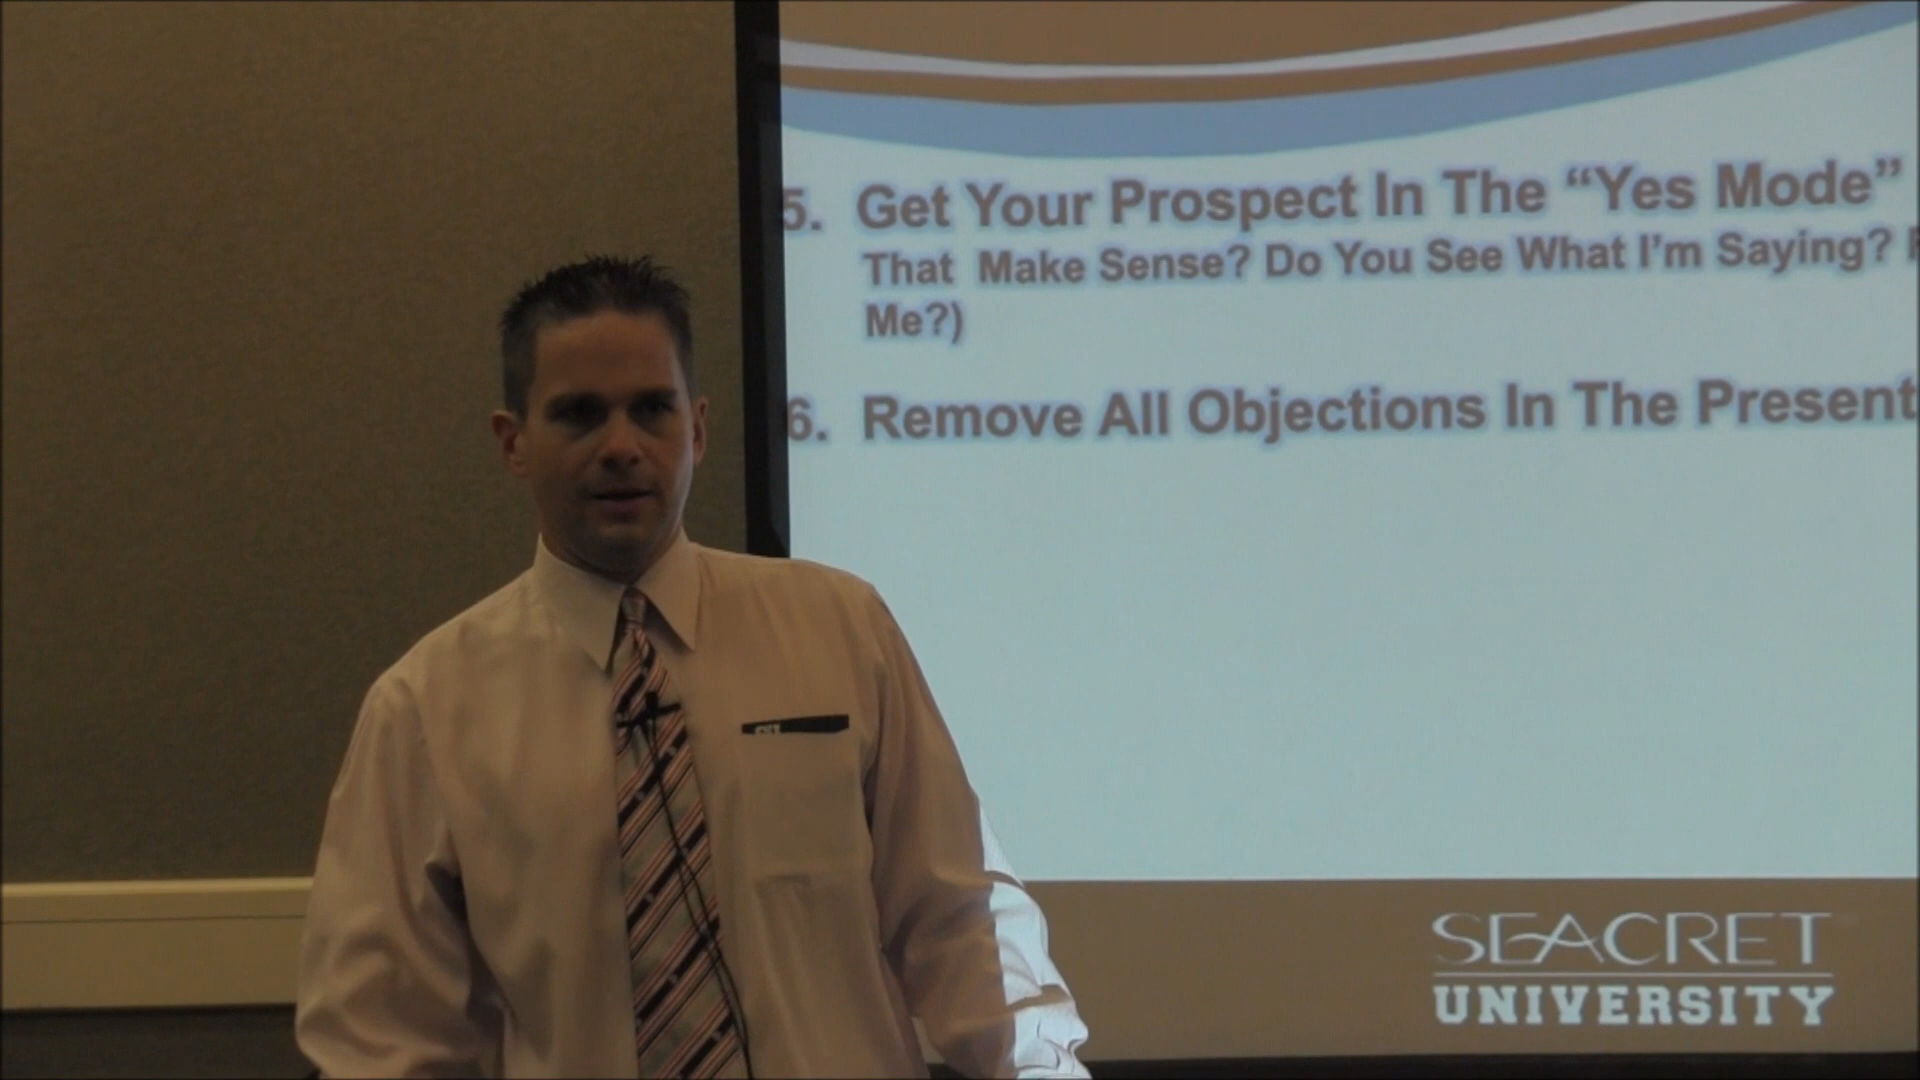 5. Get Your Prospect In The “Yes Mode”
That Make Sense? Do You See What I’m Saying?
Me?)
6. Remove All Objections In The Present
SEACRET
UNIVERSITY